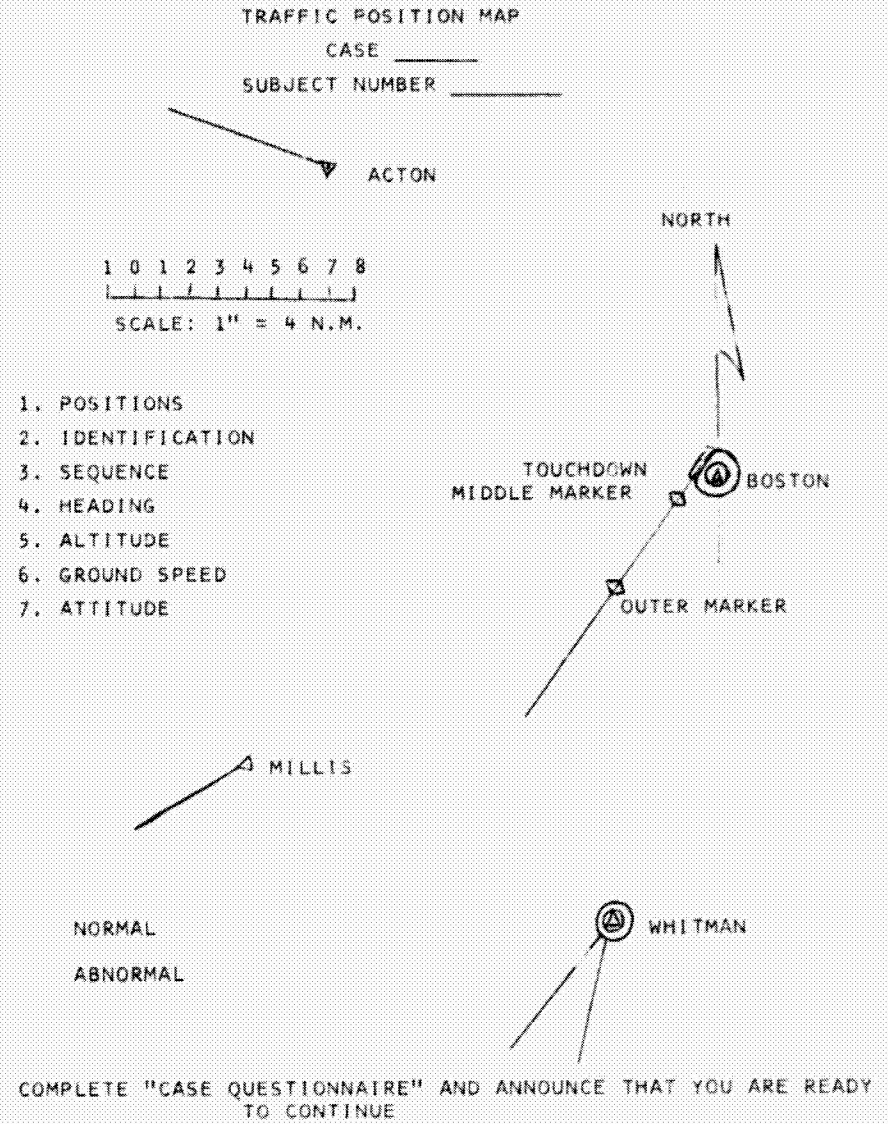 TRAFFIC POSITION MAP
CASE
SUBJECT NUMBER
ACTON
NORTH
1 0 1 2 3 4 5 6 7 8
SCALE: 1" = 4 N.M.
1. POSITIONS
2. IDENTIFICATION
3. SEQUENCE
4. HEADING
5. ALTITUDE
6. GROUND SPEED
7. ATTITUDE
TOUCHDOWN
MIDDLE MARKER
BOSTON
OUTER MARKER
MILLIS
NORMAL
ABNORMAL
WHITMAN
COMPLETE "CASE QUESTIONNAIRE" AND ANNOUNCE THAT YOU ARE READY
TO CONTINUE